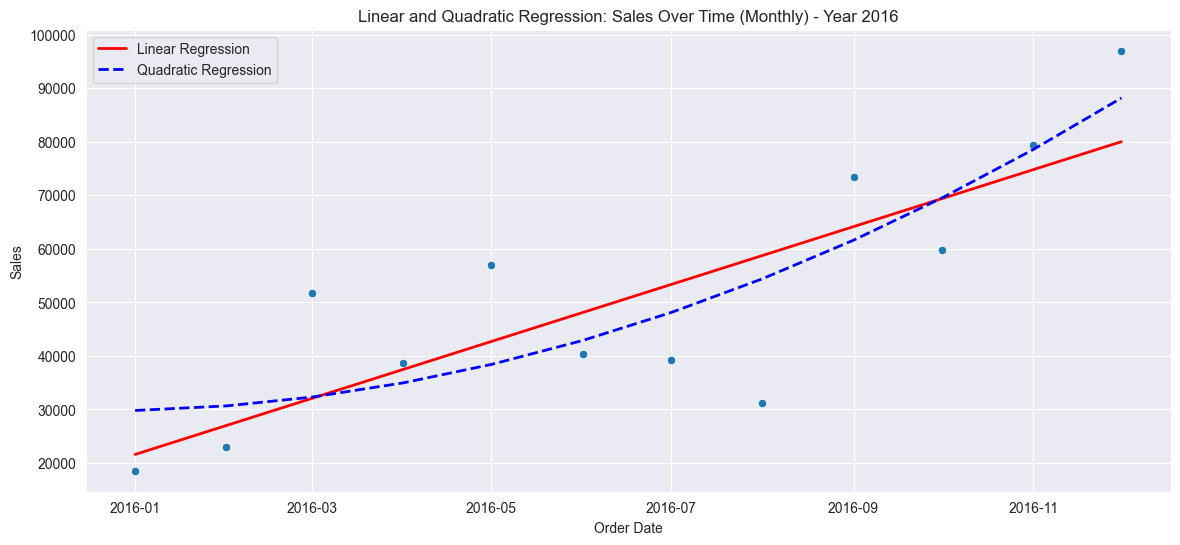 Linear and Quadratic Regression: Sales Over Time (Monthly) - Year 2016
100000
90000
80000
70000
60000
50000
40000
30000
20000
Sales
Linear Regression
Quadratic Regression
2016-01 2016-03 2016-05 2016-07 2016-09 2016-11
Order Date